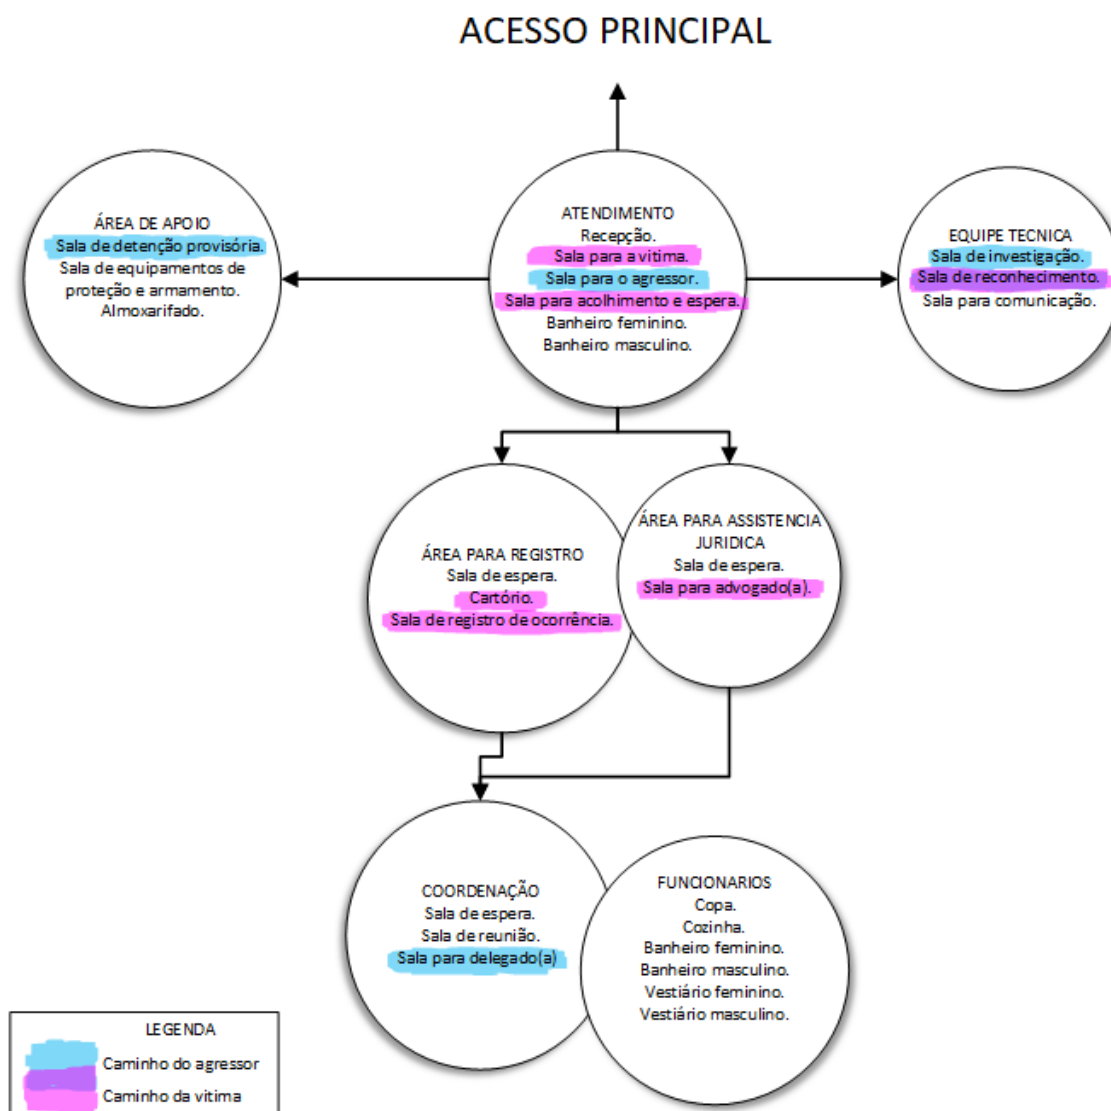 ACESSO PRINCIPAL
ÁREA DE APOIO
Sala de detenção provisória.
Sala de equipamentos de
proteção e armamento.
Almoxarifado.
ATENDIMENTO
Recepção.
Sala para a vitima.
Sala para o agressor.
Sala para acolhimento e espera.
Banheiro feminino.
Banheiro masculino.
EQUIPE TECNICA
Sala de investigação.
Sala de reconhecimento.
Sala para comunicação.
ÁREA PARA REGISTRO
Sala de espera.
Cartório.
Sala de registro de ocorrência.
ÁREA PARA ASSISTENCIA
JURIDICA
Sala de espera.
Sala para advogado(a).
COORDENAÇÃO
Sala de espera.
Sala de reunião.
Sala para delegado(a)
FUNCIONARIOS
Copa.
Cozinha.
Banheiro feminino.
Banheiro masculino.
Vestiário feminino.
Vestiário masculino.
LEGENDA
Caminho do agressor
Caminho da vitima